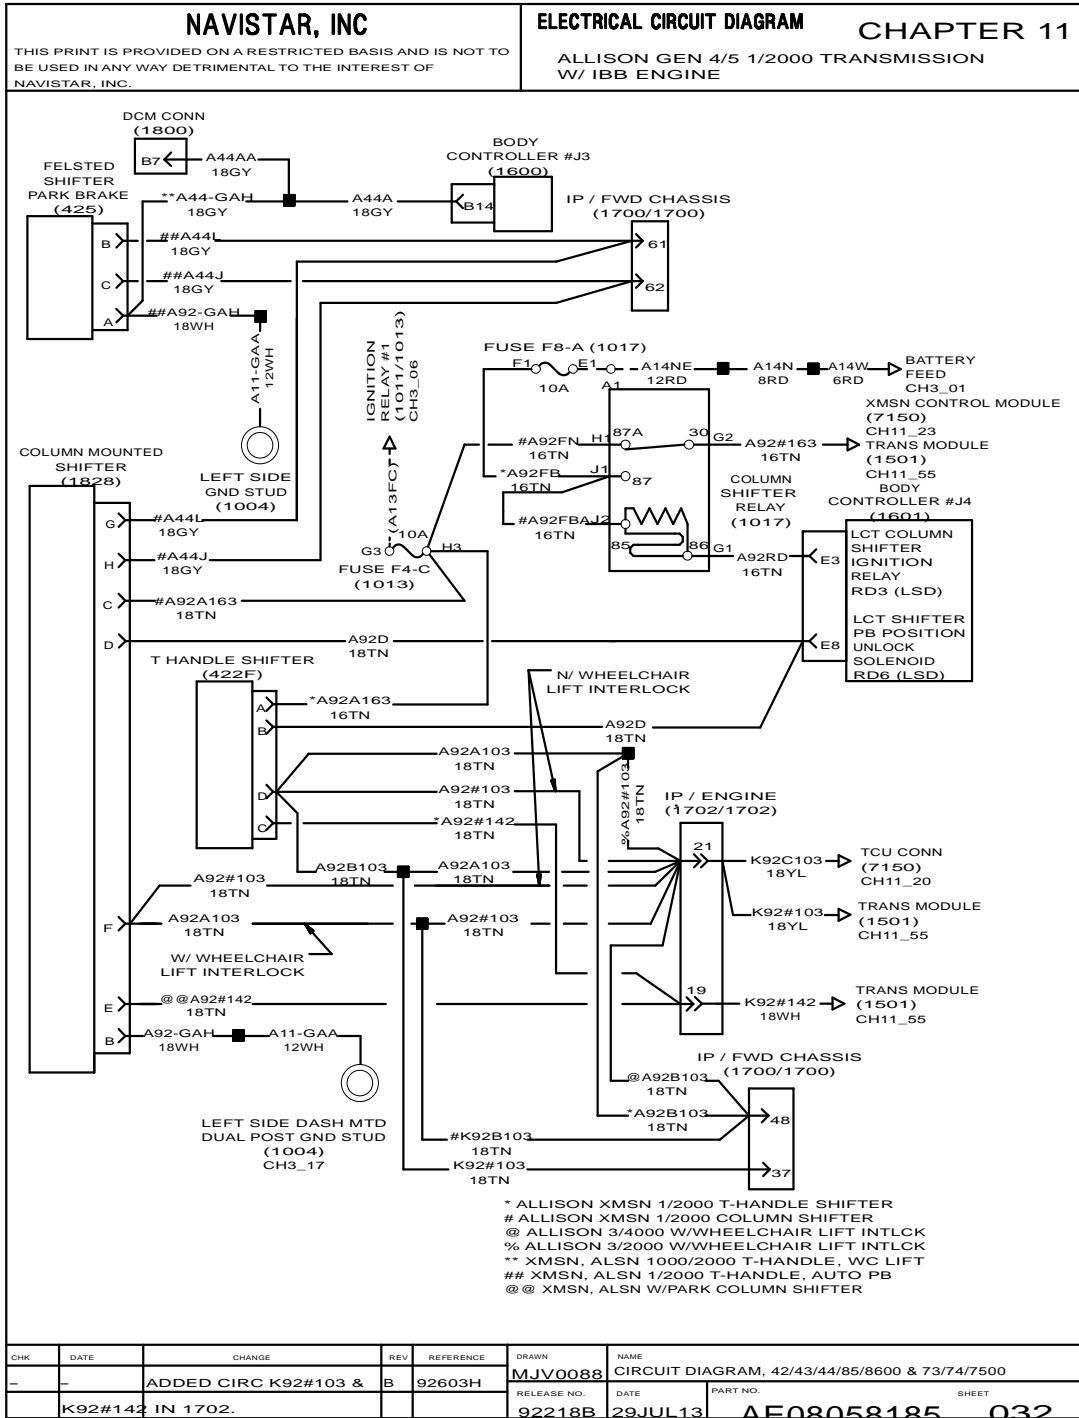 NAVISTAR, INC
THIS PRINT IS PROVIDED ON A RESTRICTED BASIS AND IS NOT TO
BE USED IN ANY WAY DETRIMENTAL TO THE INTEREST OF
NAVISTAR, INC.
ELECTRICAL CIRCUIT DIAGRAM
CHAPTER 11
ALLISON GEN 4/5 1/2000 TRANSMISSION
W/ IBB ENGINE
DCM CONN
(1800)
B7
A44AA
18GY
BODY
CONTROLLER #J3
(1600)
B14
FELSTED
SHIFTER
PARK BRAKE
(425)
**A44-GAH
18GY
A44A
18GY
IP / FWD CHASSIS
(1700/1700)
B
##A44L
18GY
61
C
##A44J
18GY
62
A
##A92-GAH
18WH
A11-GAA
12WH
LEFT SIDE
GND STUD
(1004)
IGNITION
RELAY #1
(1011/1013)
CH3_06
(A13FC)
FUSE F8-A (1017)
F1
E1
10A
A1
A14NE
12RD
A14N
8RD
A14W
6RD
BATTERY
FEED
CH3_01
XMSN CONTROL MODULE
(7150)
CH11_23
TRANS MODULE
(1501)
CH11_55
#A92FN
16TN
H1
87A
30
G2
A92#163
16TN
*A92FB
16TN
J1
87
COLUMN
SHIFTER
RELAY
(1017)
#A92FBA
16TN
J2
85
86
G1
A92RD
16TN
BODY
CONTROLLER #J4
(1601)
E3
LCT COLUMN
SHIFTER
IGNITION
RELAY
RD3 (LSD)
E8
LCT SHIFTER
PB POSITION
UNLOCK
SOLENOID
RD6 (LSD)
COLUMN MOUNTED
SHIFTER
(1828)
G
#A44L
18GY
H
#A44J
18GY
10A
G3
H3
FUSE F4-C
(1013)
C
#A92A163
18TN
D
A92D
18TN
T HANDLE SHIFTER
(422F)
N/ WHEELCHAIR
LIFT INTERLOCK
A
*A92A163
16TN
B
A92D
18TN
A92A103
18TN
%A92#103
18TN
D
A92#103
18TN
C
*A92#142
18TN
IP / ENGINE
(1702/1702)
21
K92C103
18YL
TCU CONN
(7150)
CH11_20
A92B103
18TN
A92A103
18TN
A92#103
18TN
K92#103
18YL
TRANS MODULE
(1501)
CH11_55
F
A92A103
18TN
A92#103
18TN
W/ WHEELCHAIR
LIFT INTERLOCK
E
@@A92#142
18TN
19
K92#142
18WH
TRANS MODULE
(1501)
CH11_55
B
A92-GAH
18WH
A11-GAA
12WH
LEFT SIDE DASH MTD
DUAL POST GND STUD
(1004)
CH3_17
IP / FWD CHASSIS
(1700/1700)
@A92B103
18TN
*A92B103
18TN
48
#K92B103
18TN
K92#103
18TN
37
* ALLISON XMSN 1/2000 T-HANDLE SHIFTER
# ALLISON XMSN 1/2000 COLUMN SHIFTER
@ ALLISON 3/4000 W/WHEELCHAIR LIFT INTLCK
% ALLISON 3/2000 W/WHEELCHAIR LIFT INTLCK
** XMSN, ALSN 1000/2000 T-HANDLE, WC LIFT
## XMSN, ALSN 1/2000 T-HANDLE, AUTO PB
@@ XMSN, ALSN W/PARK COLUMN SHIFTER
CHK DATE CHANGE REV REFERENCE
– – ADDED CIRC K92#103 & B 92603H
K92#142 IN 1702.
DRAWN
MJV0088
NAME
CIRCUIT DIAGRAM, 42/43/44/85/8600 & 73/74/7500
RELEASE NO.
92218B
DATE
29JUL13
PART NO.
AE08058185
SHEET
032